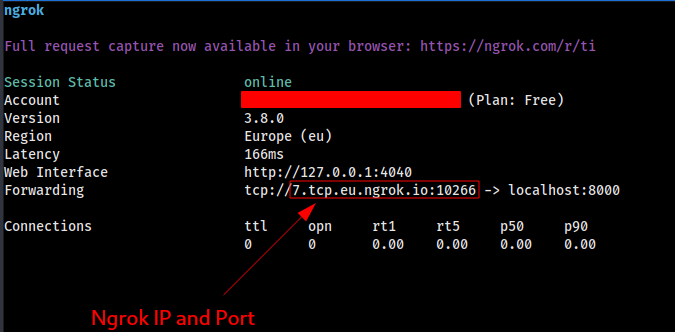 ngrok
Full request capture now available in your browser: https://ngrok.com/r/ti
Session Status online
Account (Plan: Free)
Version 3.8.0
Region Europe (eu)
Latency 166ms
Web Interface http://127.0.0.1:4040
Forwarding tcp://7.tcp.eu.ngrok.io:10266 -> localhost:8000
Connections ttl opn rt1 rt5 p50 p90
0 0 0.00 0.00 0.00 0.00
Ngrok IP and Port